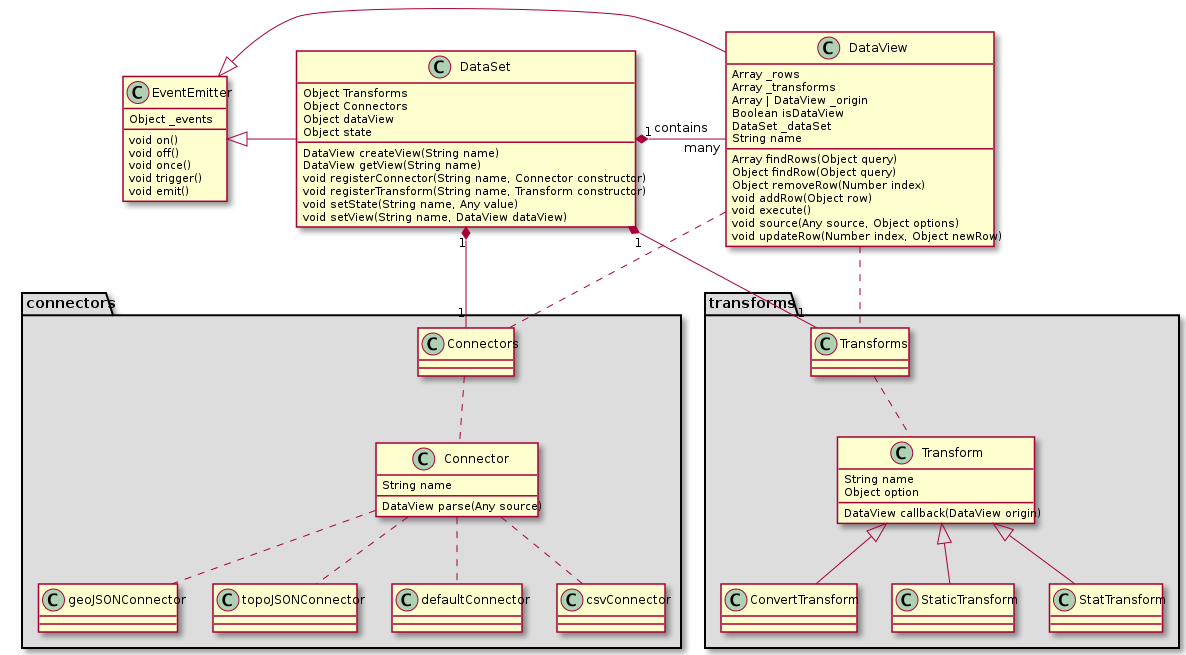 C EventEmitter
Object _events
void on()
void off()
void once()
void trigger()
void emit()
C DataSet
Object Transforms
Object Connectors
Object dataView
Object state
DataView createView(String name)
DataView getView(String name)
void registerConnector(String name, Connector constructor)
void registerTransform(String name, Transform constructor)
void setState(String name, Any value)
void setView(String name, DataView dataView)
C DataView
Array _rows
Array _transforms
Array | DataView _origin
Boolean isDataView
DataSet _dataSet
String name
Array findRows(Object query)
Object findRow(Object query)
Object removeRow(Number index)
void addRow(Object row)
void execute()
void source(Any source, Object options)
void updateRow(Number index, Object newRow)
1 contains
many
1
1
1
1
connectors
C Connectors
C Connector
String name
DataView parse(Any source)
C geoJSONConnector
C topoJSONConnector
C defaultConnector
C csvConnector
transforms
C Transforms
C Transform
String name
Object option
DataView callback(DataView origin)
C ConvertTransform
C StaticTransform
C StatTransform